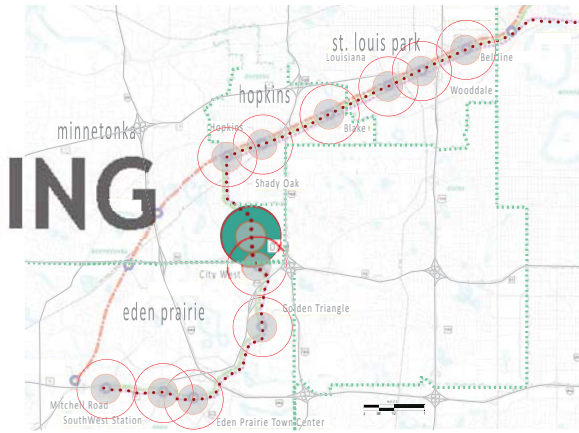 st. louis park
Louisiana
Beltline
hopkins
Wooddale
minnetonka
Hopkins
Blake
ING
Shady Oak
City West
eden prairie
Golden Triangle
Mitchell Road
SouthWest Station
Eden Prairie Town Center